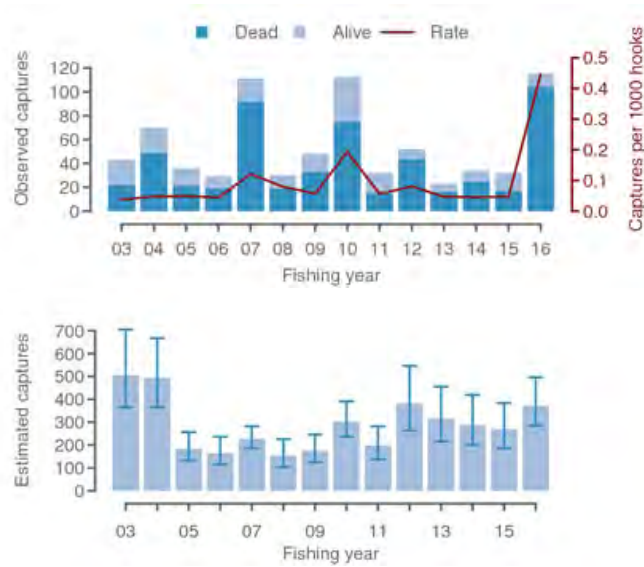 Dead Alive Rate
Observed captures
120
100
80
60
40
20
0
0.5
0.4
0.3
0.2
0.1
0.0
Captures per 1000 hooks
03 04 05 06 07 08 09 10 11 12 13 14 15 16
Fishing year
Estimated captures
700
600
500
400
300
200
100
0
03 05 07 09 11 13 15
Fishing year